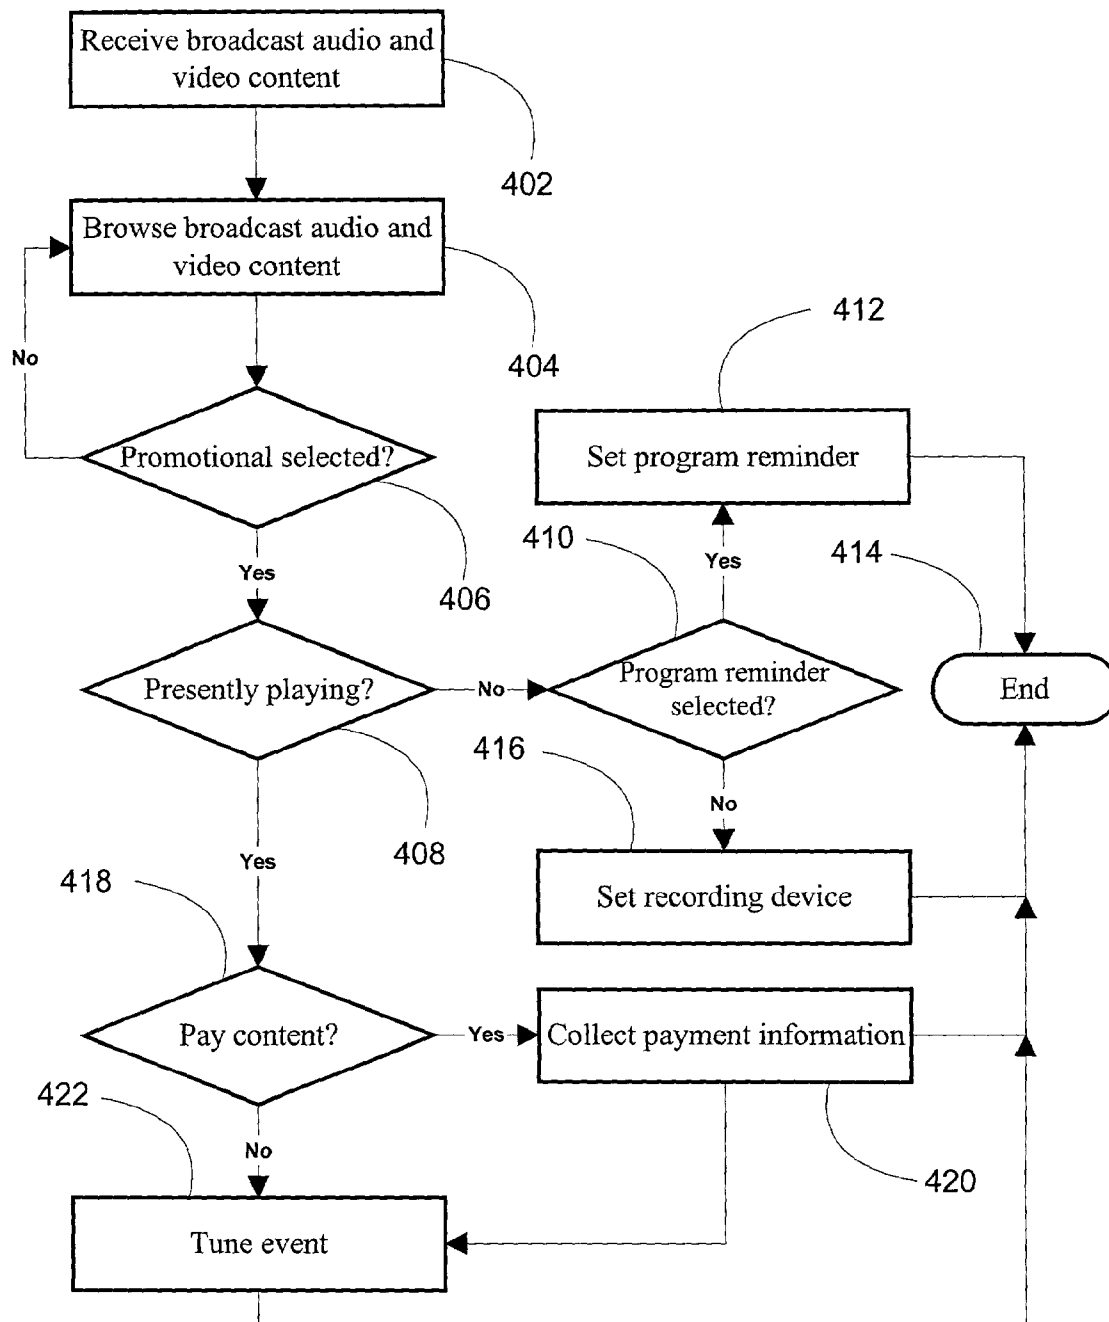 Receive broadcast audio and
video content
402
Browse broadcast audio and
video content
404
No
Promotional selected?
406
Yes
Presently playing?
408
No
410
Program reminder
selected?
Yes
412
Set program reminder
414
End
No
416
Set recording device
Yes
418
Pay content?
Yes
Collect payment information
420
No
422
Tune event